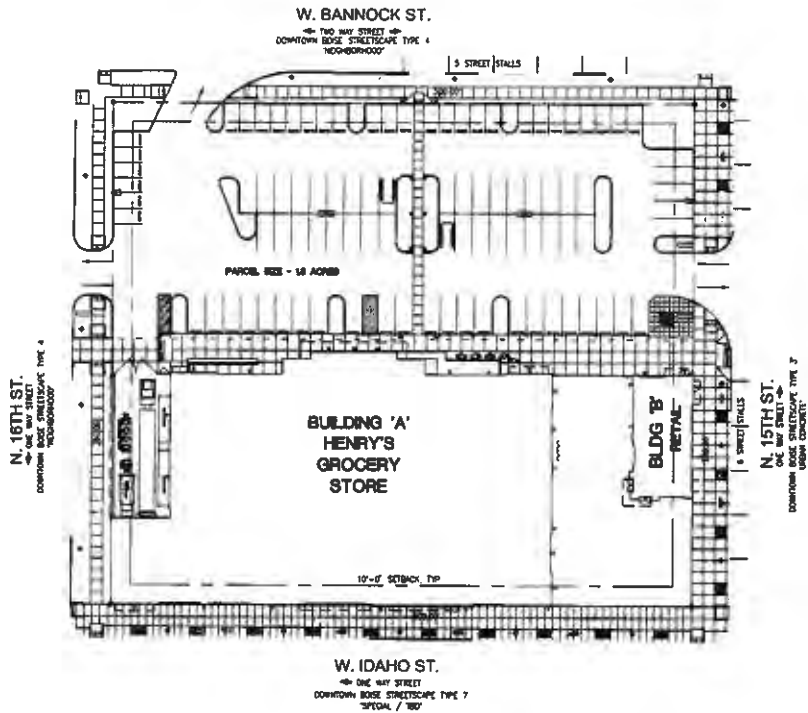 W. BANNOCK ST.
TWO WAY STREET
DOWNTOWN BOISE STREETSCAPE TYPE 4
'NEIGHBORHOOD'
5 STREET STALLS
300.00'
PARCEL SIZE - 1.8 ACRES
N. 16TH ST.
ONE WAY STREET
DOWNTOWN BOISE STREETSCAPE TYPE 4
'NEIGHBORHOOD'
BUILDING 'A'
HENRY'S
GROCERY
STORE
BLDG 'B'
RETAIL
6 STREET STALLS
N. 15TH ST.
ONE WAY STREET
DOWNTOWN BOISE STREETSCAPE TYPE 3
'URBAN CONCRETE'
10'-0" SETBACK, TYP
W. IDAHO ST.
ONE WAY STREET
DOWNTOWN BOISE STREETSCAPE TYPE 7
'SPECIAL / TBD'